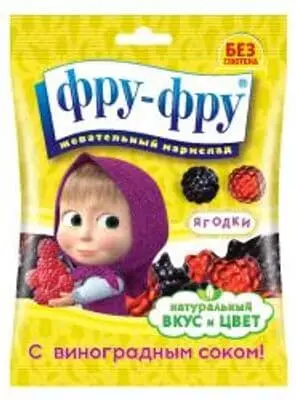 БЕЗ
ГЛЮТЕНА
фру-фру®
жевательный мармелад
ЯГОДКИ
натуральный
ВКУС и ЦВЕТ
С виноградным соком!